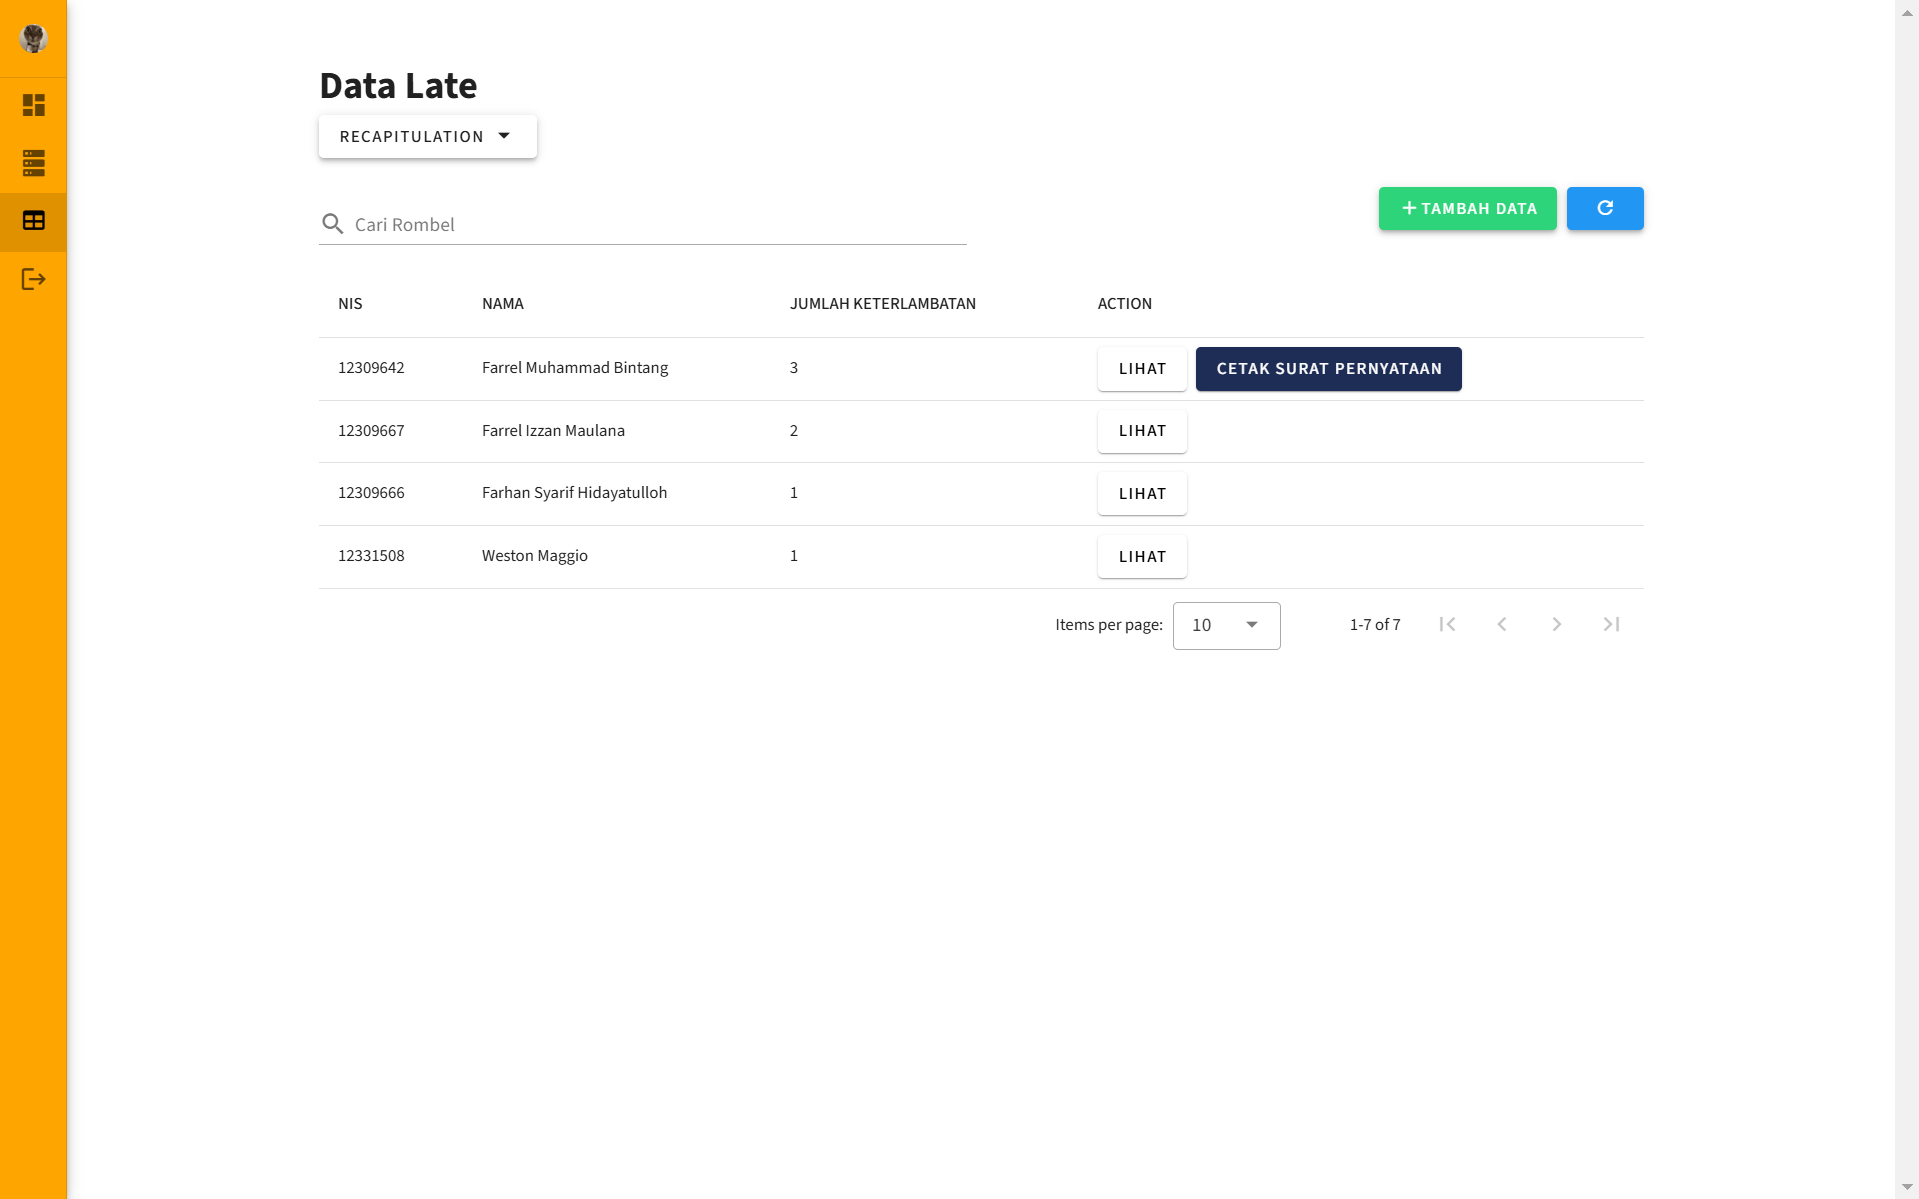 Data Late
RECAPITULATION
Cari Rombel
TAMBAH DATA
NIS NAMA JUMLAH KETERLAMBATAN ACTION
12309642 Farrel Muhammad Bintang 3 LIHAT CETAK SURAT PERNYATAAN
12309667 Farrel Izzan Maulana 2 LIHAT
12309666 Farhan Syarif Hidayatulloh 1 LIHAT
12331508 Weston Maggio 1 LIHAT
Items per page: 10 1-7 of 7